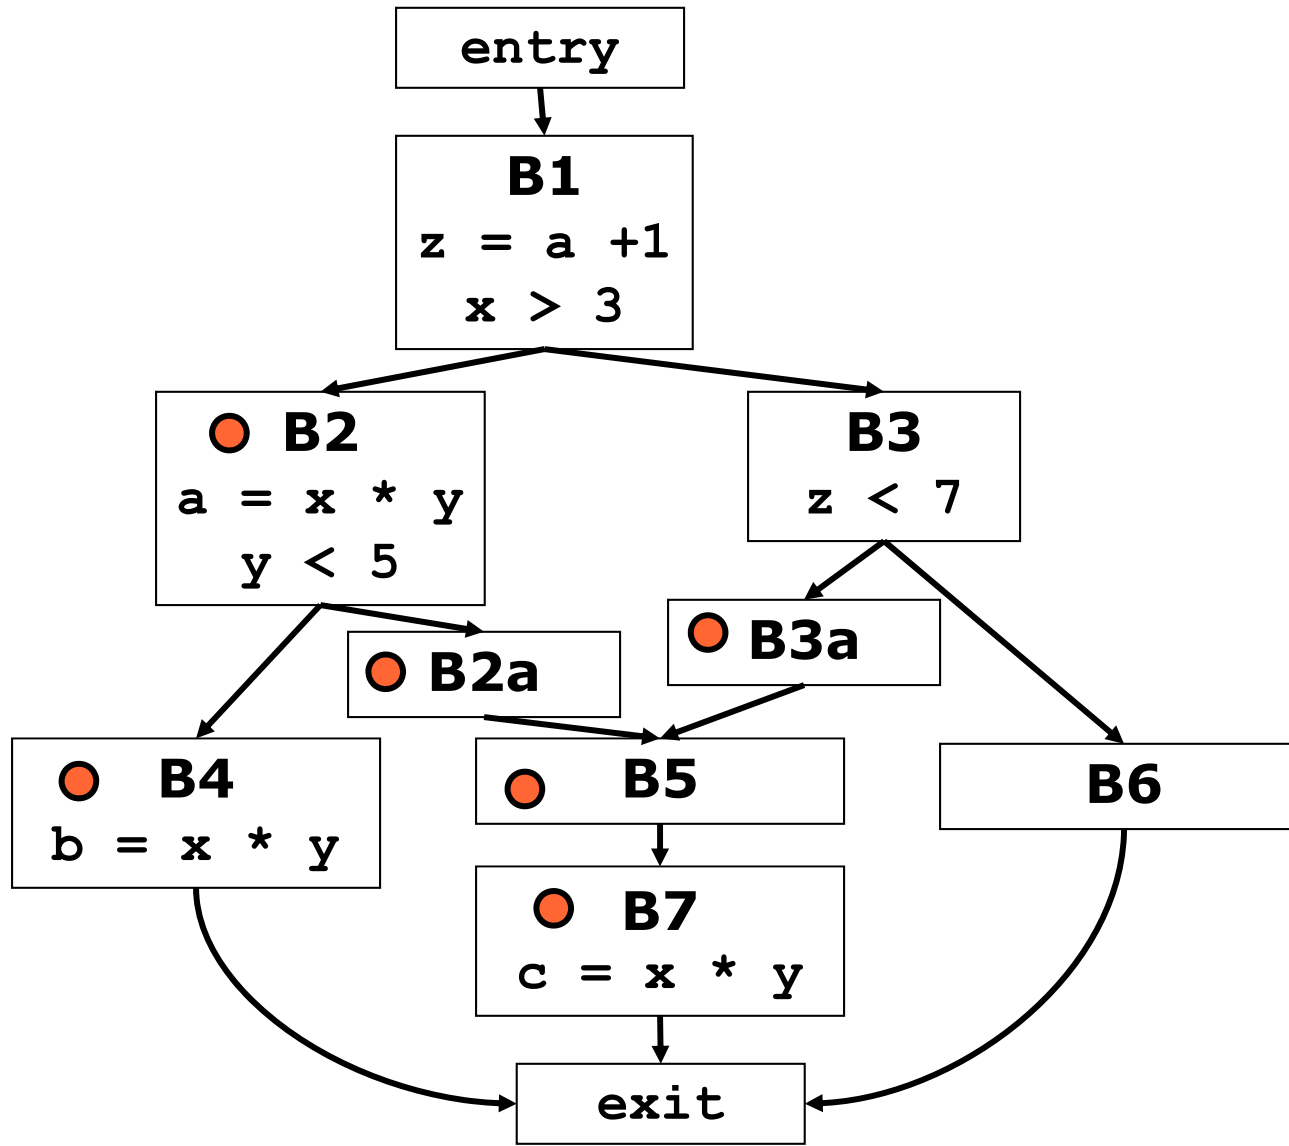 entry
B1
z = a +1
x > 3
B2
a = x * y
y < 5
B3
z < 7
B2a
B3a
B4
b = x * y
B5
B6
B7
c = x * y
exit